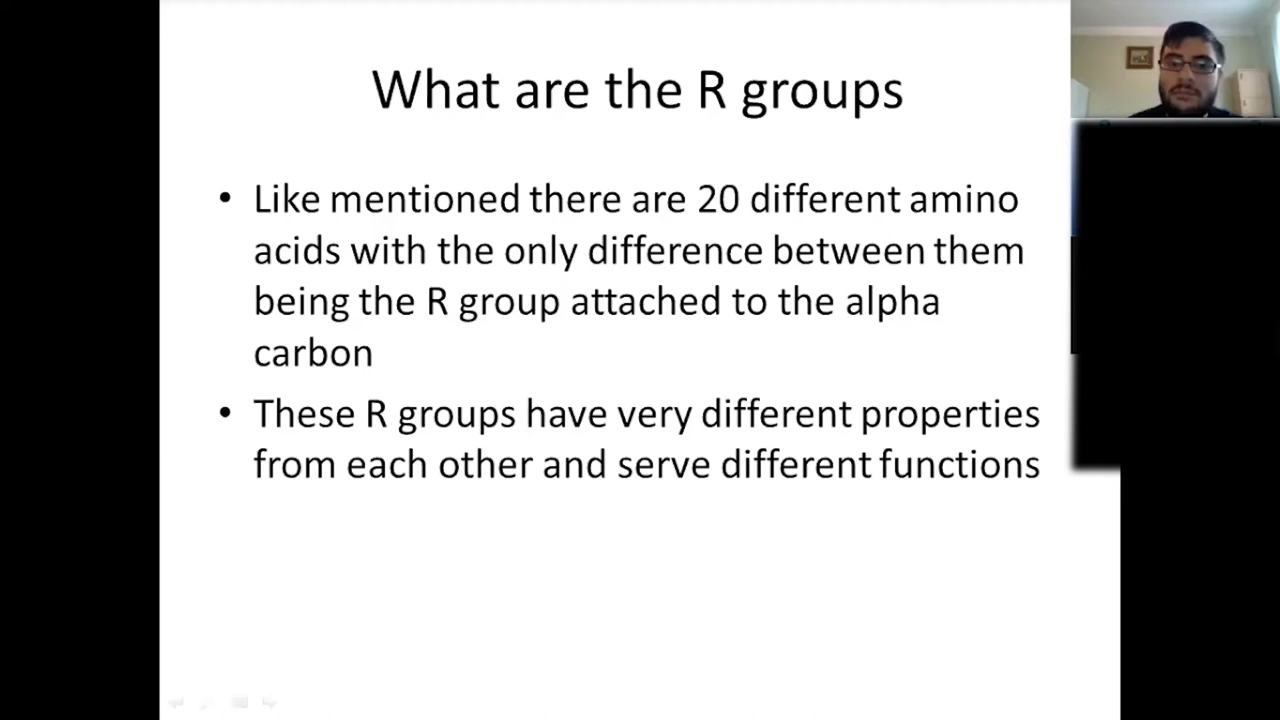 What are the R groups
• Like mentioned there are 20 different amino
acids with the only difference between them
being the R group attached to the alpha
carbon
• These R groups have very different properties
from each other and serve different functions